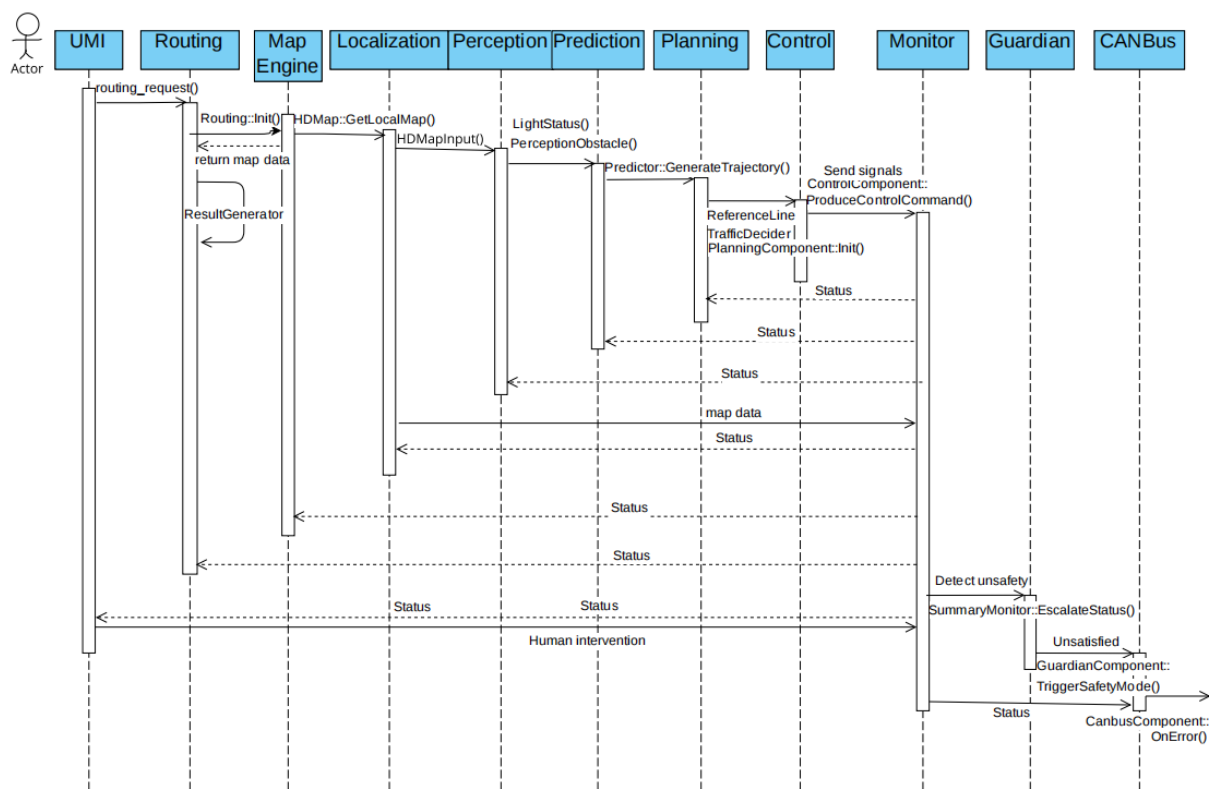 Actor
UMI
Routing
Map
Engine
Localization
Perception
Prediction
Planning
Control
Monitor
Guardian
CANBus
routing_request()
Routing::Init()
HDMap::GetLocalMap()
return map data
HDMapInput()
LightStatus()
PerceptionObstacle()
Predictor::GenerateTrajectory()
Send signals
ControlComponent::
ProduceControlCommand()
ResultGenerator
ReferenceLine
TrafficDecider
PlanningComponent::Init()
Status
Status
Status
map data
Status
Status
Status
Detect unsafety
SummaryMonitor::EscalateStatus()
Status
Status
Human intervention
Unsatisfied
GuardianComponent::
TriggerSafetyMode()
Status
CanbusComponent::
OnError()